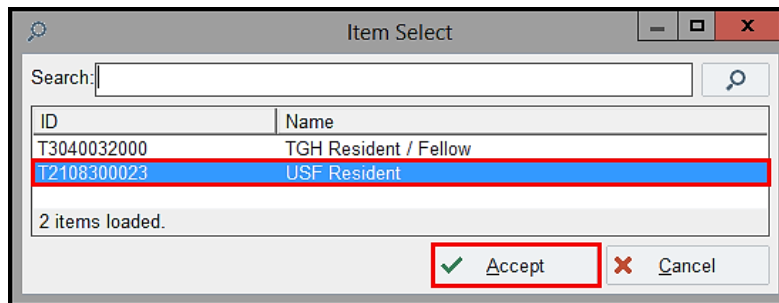 Item Select
Search:
ID Name
T3040032000 TGH Resident / Fellow
T2108300023 USF Resident
2 items loaded.
Accept Cancel